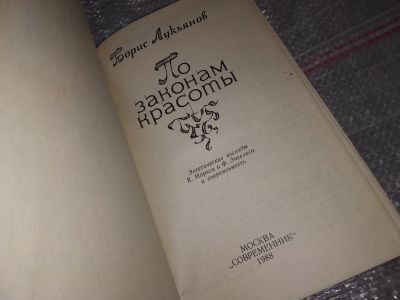 Борис Лукьянов
По
законам
красоты
Эстетические взгляды
К. Маркса и Ф. Энгельса
и современность
МОСКВА
„СОВРЕМЕННИК“
1988